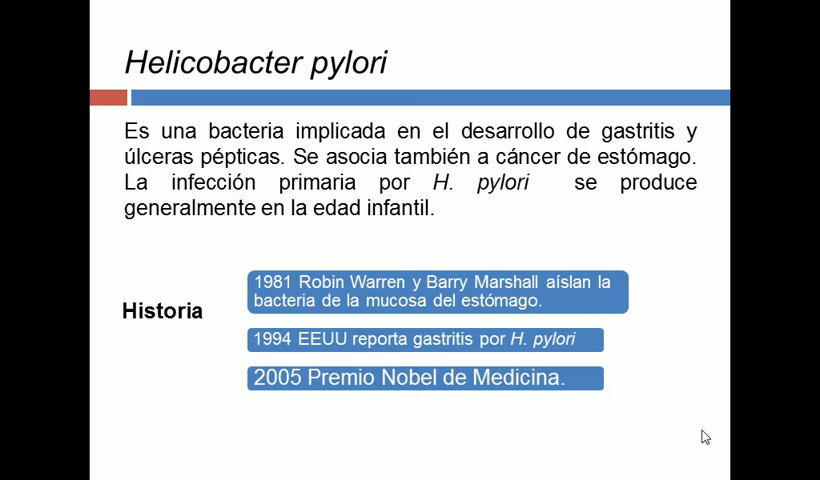 Helicobacter pylori
Es una bacteria implicada en el desarrollo de gastritis y
úlceras pépticas. Se asocia también a cáncer de estómago.
La infección primaria por H. pylori se produce
generalmente en la edad infantil.
Historia
1981 Robin Warren y Barry Marshall aíslan la
bacteria de la mucosa del estómago.
1994 EEUU reporta gastritis por H. pylori
2005 Premio Nobel de Medicina.